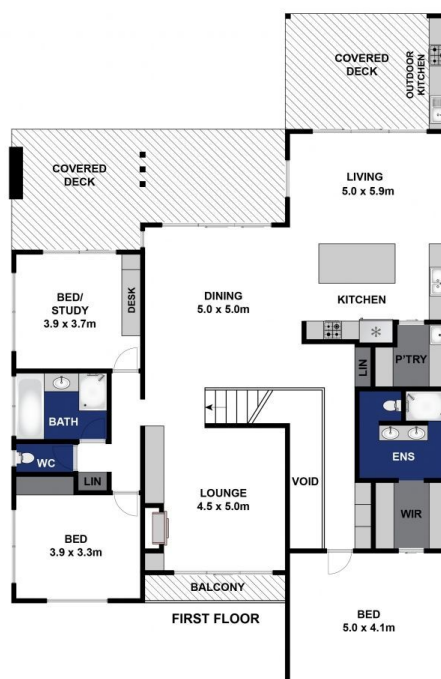 COVERED
DECK
OUTDOOR
KITCHEN
COVERED
DECK
LIVING
5.0 x 5.9m
BED/
STUDY
3.9 x 3.7m
DESK
DINING
5.0 x 5.0m
KITCHEN
LIN
P'TRY
BATH
WC
LIN
ENS
LOUNGE
4.5 x 5.0m
VOID
WIR
BED
3.9 x 3.3m
BALCONY
FIRST FLOOR
BED
5.0 x 4.1m